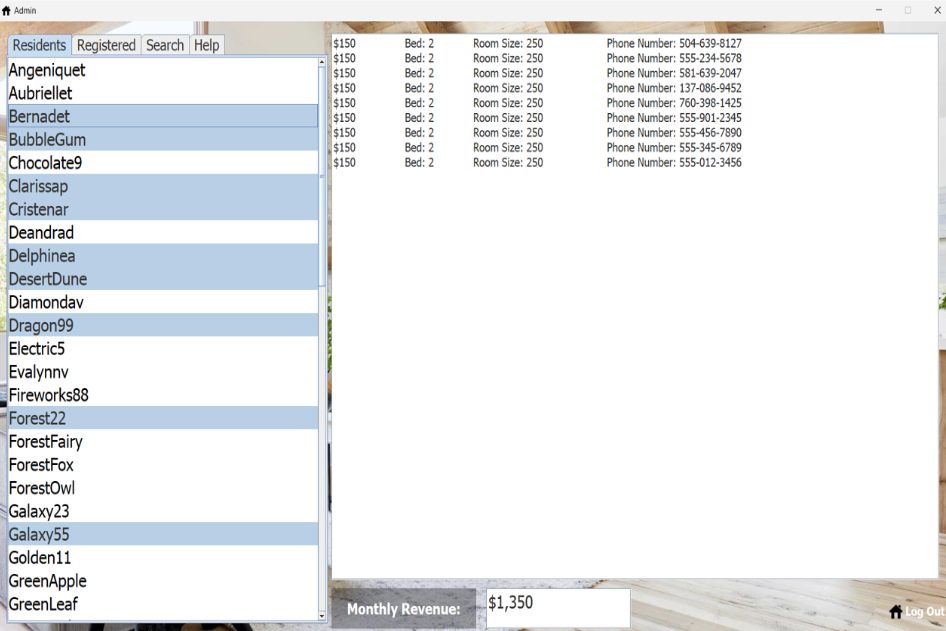 Admin
Residents Registered Search Help
Angeniquet
Aubriellet
Bernadet
BubbleGum
Chocolate9
Clarissap
Cristenar
Deandrad
Delphinea
DesertDune
Diamondav
Dragon99
Electric5
Evalynnv
Fireworks88
Forest22
ForestFairy
ForestFox
ForestOwl
Galaxy23
Galaxy55
Golden11
GreenApple
GreenLeaf
$150 Bed: 2 Room Size: 250 Phone Number: 504-639-8127
$150 Bed: 2 Room Size: 250 Phone Number: 555-234-5678
$150 Bed: 2 Room Size: 250 Phone Number: 581-639-2047
$150 Bed: 2 Room Size: 250 Phone Number: 137-086-9452
$150 Bed: 2 Room Size: 250 Phone Number: 760-398-1425
$150 Bed: 2 Room Size: 250 Phone Number: 555-901-2345
$150 Bed: 2 Room Size: 250 Phone Number: 555-456-7890
$150 Bed: 2 Room Size: 250 Phone Number: 555-345-6789
$150 Bed: 2 Room Size: 250 Phone Number: 555-012-3456
Monthly Revenue: $1,350
Log Out